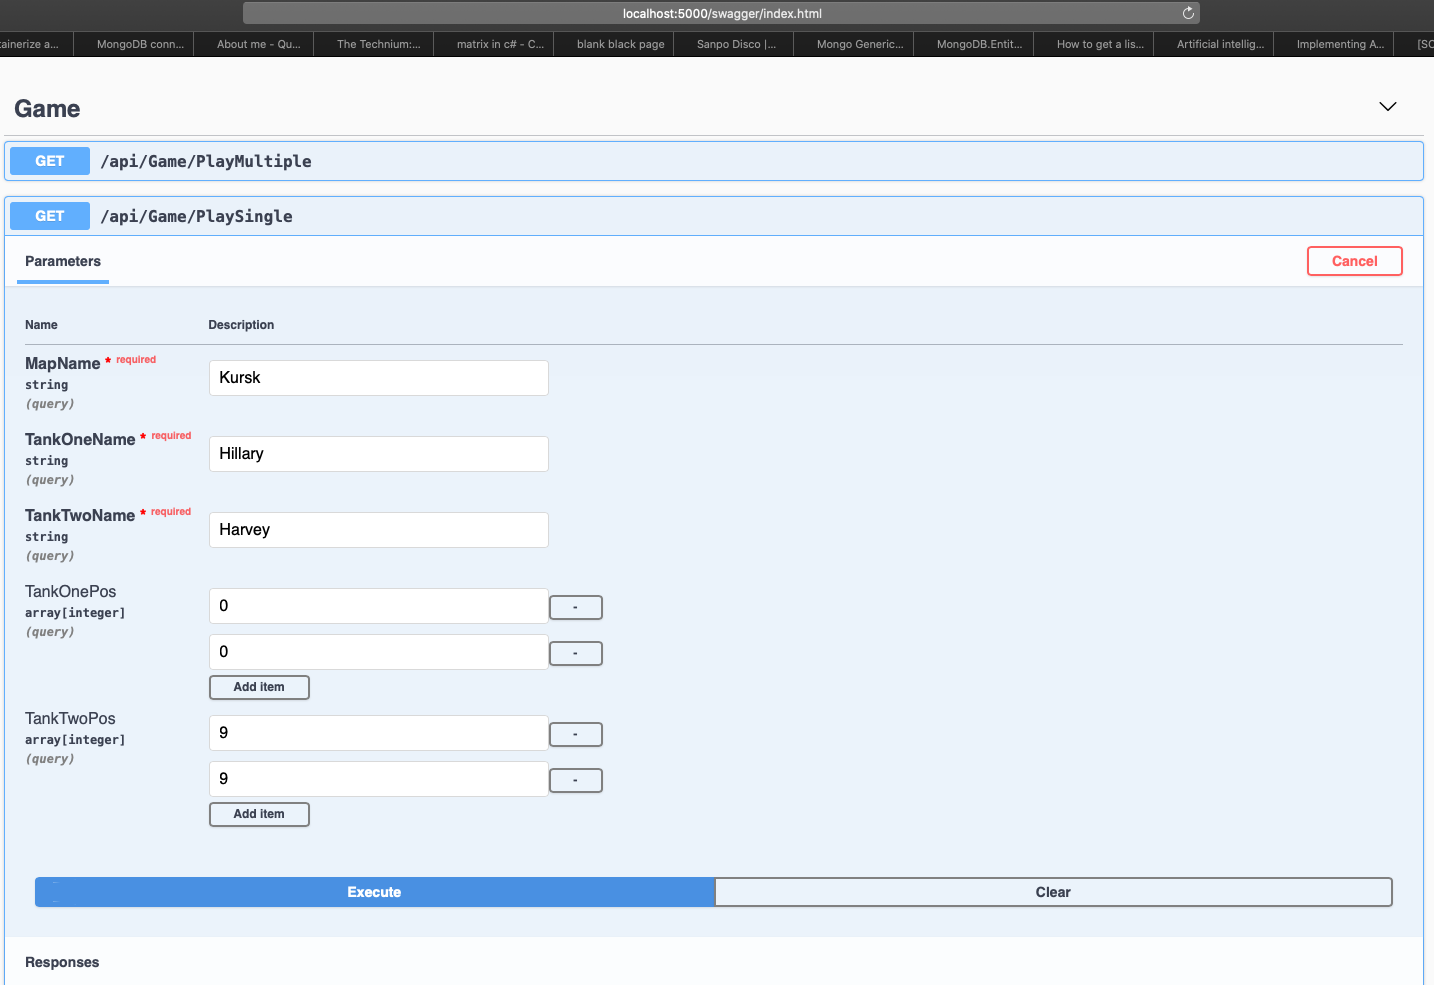 localhost:5000/swagger/index.html
tainerize a... MongoDB conn... About me - Qu... The Technium:... matrix in c# - C... blank black page Sanpo Disco |... Mongo Generic... MongoDB.Entit... How to get a lis... Artificial intellig... Implementing A... [SC
Game
GET /api/Game/PlayMultiple
GET /api/Game/PlaySingle
Parameters Cancel
Name Description
MapName * required
string
(query)
Kursk
TankOneName * required
string
(query)
Hillary
TankTwoName * required
string
(query)
Harvey
TankOnePos
array[integer]
(query)
0 -
0 -
Add item
TankTwoPos
array[integer]
(query)
9 -
9 -
Add item
Execute Clear
Responses